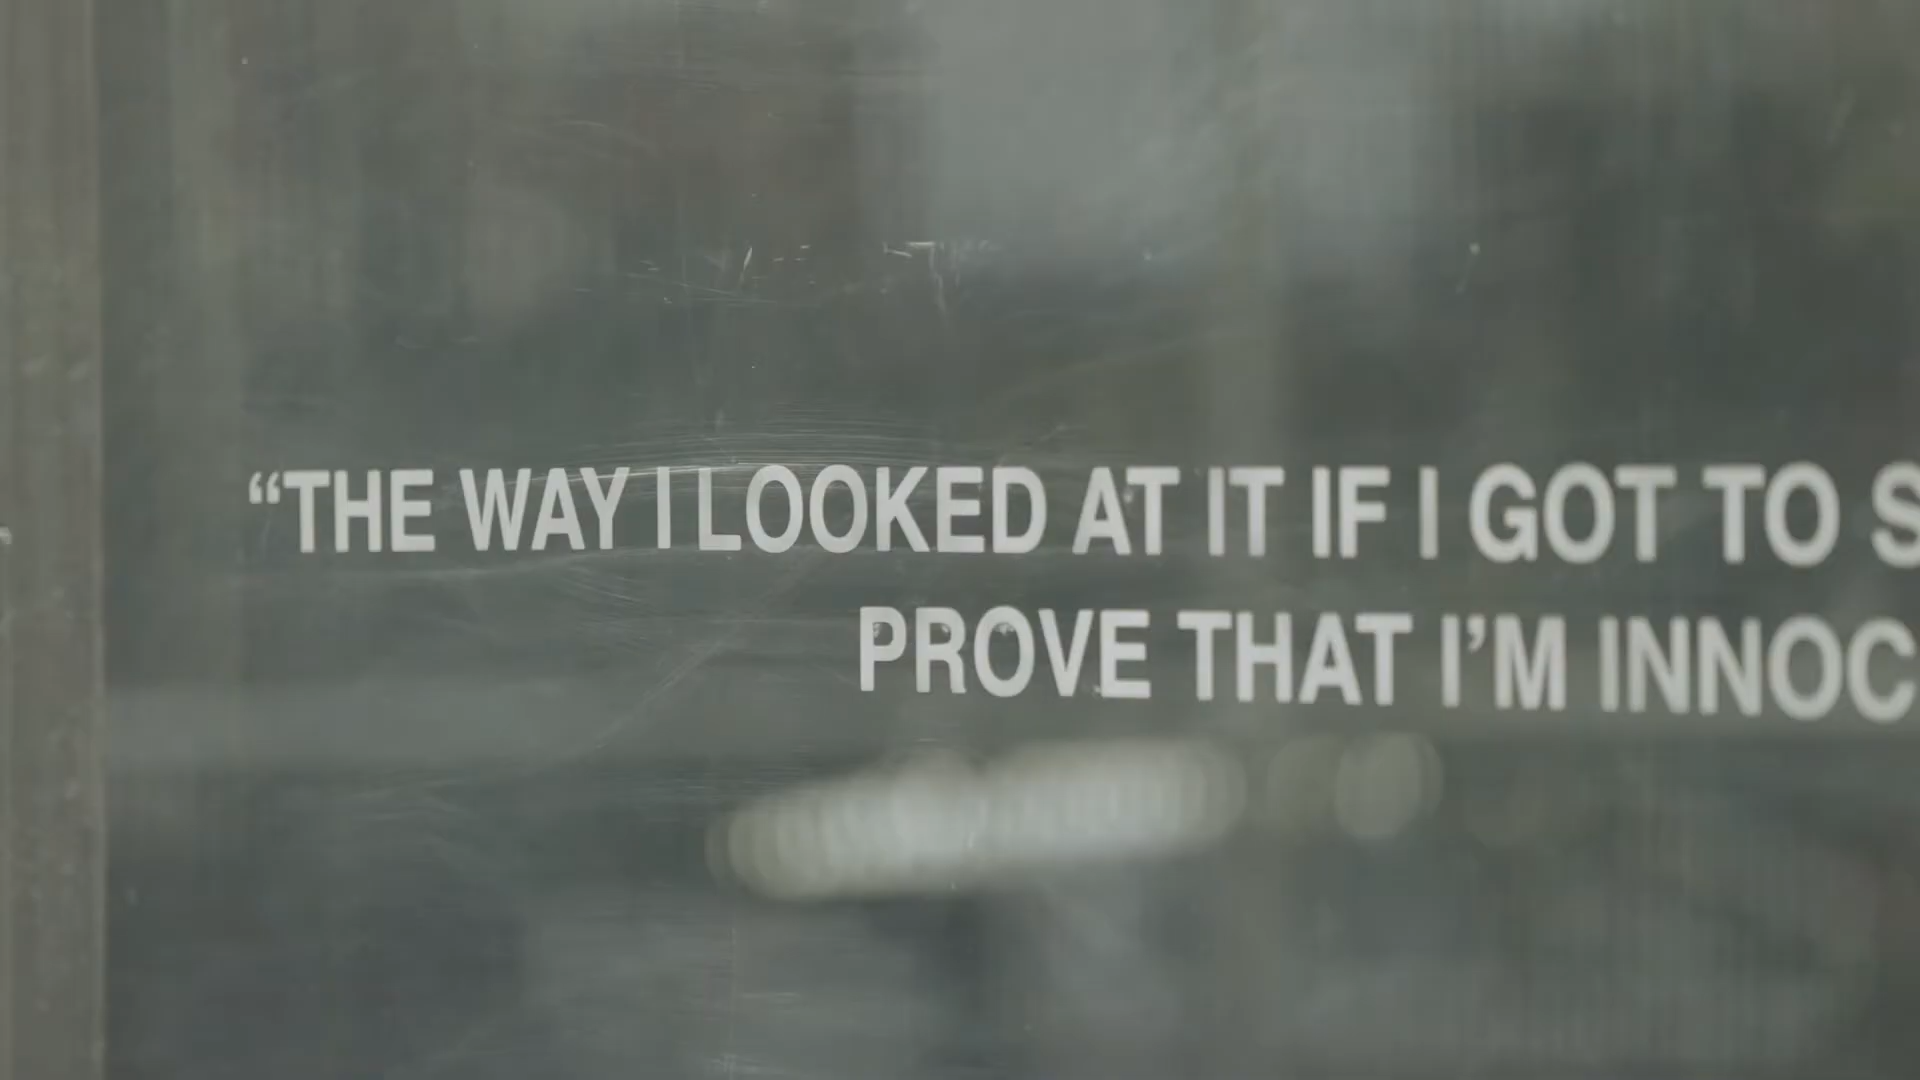 “THE WAY I LOOKED AT IT IF I GOT TO
PROVE THAT I’M